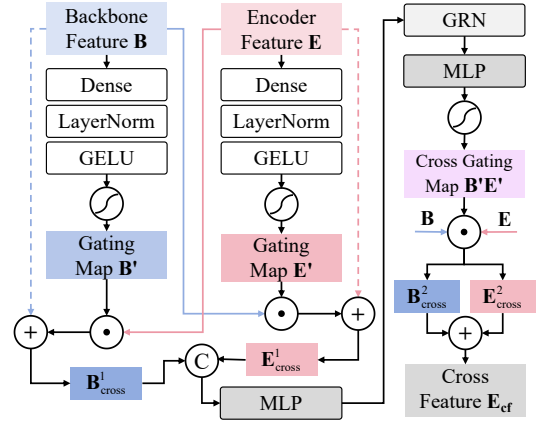 Backbone
Feature B
Dense
LayerNorm
GELU
Gating
Map B'
+
B¹cross
Encoder
Feature E
Dense
LayerNorm
GELU
Gating
Map E'
+
E¹cross
C
MLP
GRN
MLP
Cross Gating
Map B'E'
B
E
B²cross
E²cross
+
Cross
Feature Ecf